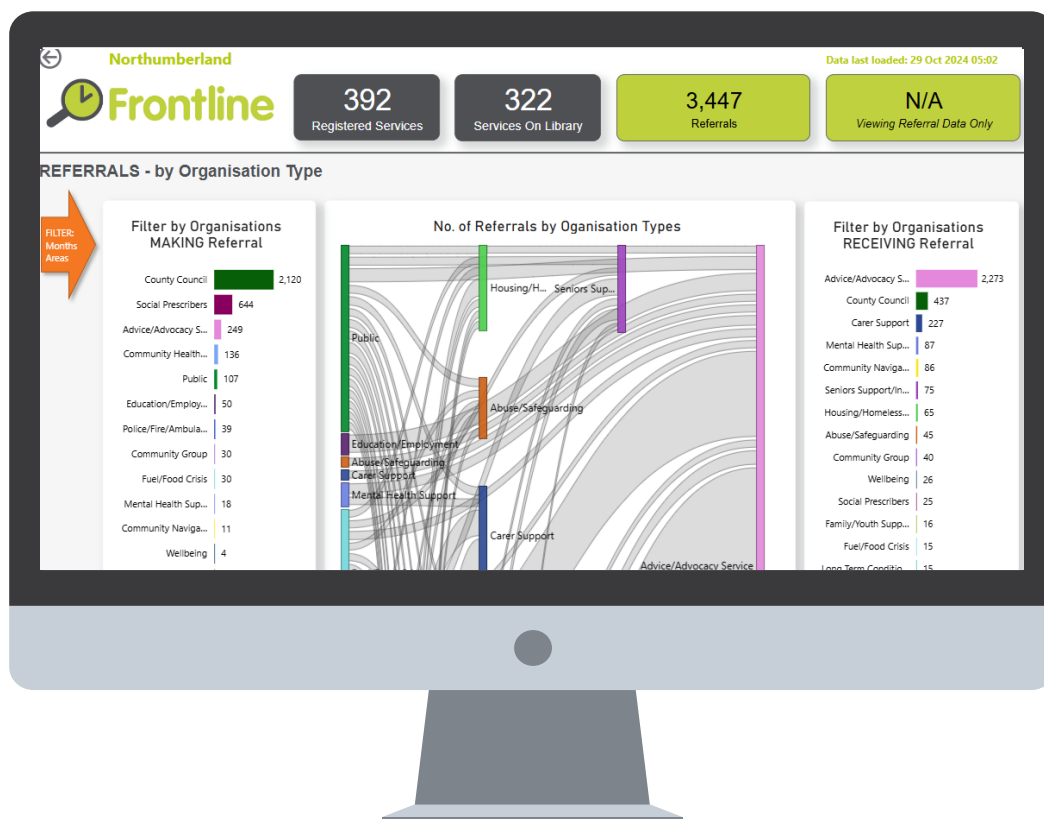 Northumberland
Data last loaded: 29 Oct 2024 05:02
Frontline
392
Registered Services
322
Services On Library
3,447
Referrals
N/A
Viewing Referral Data Only
REFERRALS - by Organisation Type
FILTER:
Months
Areas
Filter by Organisations
MAKING Referral
County Council 2,120
Social Prescribers 644
Advice/Advocacy S... 249
Community Health... 136
Public 107
Education/Employ... 50
Police/Fire/Ambula... 39
Community Group 30
Fuel/Food Crisis 30
Mental Health Sup... 18
Community Naviga... 11
Wellbeing 4
No. of Referrals by Oganisation Types
Housing/H...
Seniors Sup...
Public
Abuse/Safeguarding
Education/Employment
Abuse/Safeguarding
Carer Support
Mental Health Support
Carer Support
Advice/Advocacy Service
Filter by Organisations
RECEIVING Referral
Advice/Advocacy S... 2,273
County Council 437
Carer Support 227
Mental Health Sup... 87
Community Naviga... 86
Seniors Support/In... 75
Housing/Homeless... 65
Abuse/Safeguarding 45
Community Group 40
Wellbeing 26
Social Prescribers 25
Family/Youth Supp... 16
Fuel/Food Crisis 15
Long Term Conditio... 15